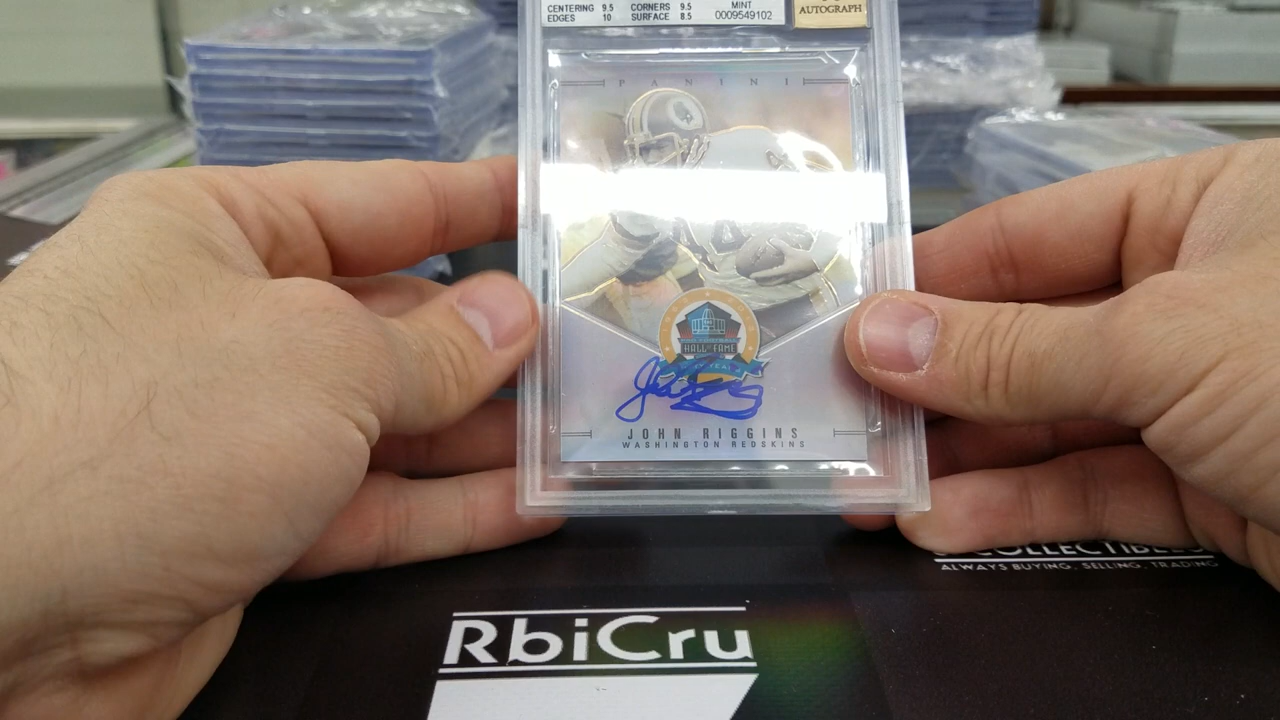 CENTERING 9.5 CORNERS 9.5 MINT
EDGES 10 SURFACE 8.5 0009549102
AUTOGRAPH
PANINI
HALL OF FAME
JOHN RIGGINS
WASHINGTON REDSKINS
COLLECTIBLES
ALWAYS BUYING, SELLING, TRADING
RbiCru